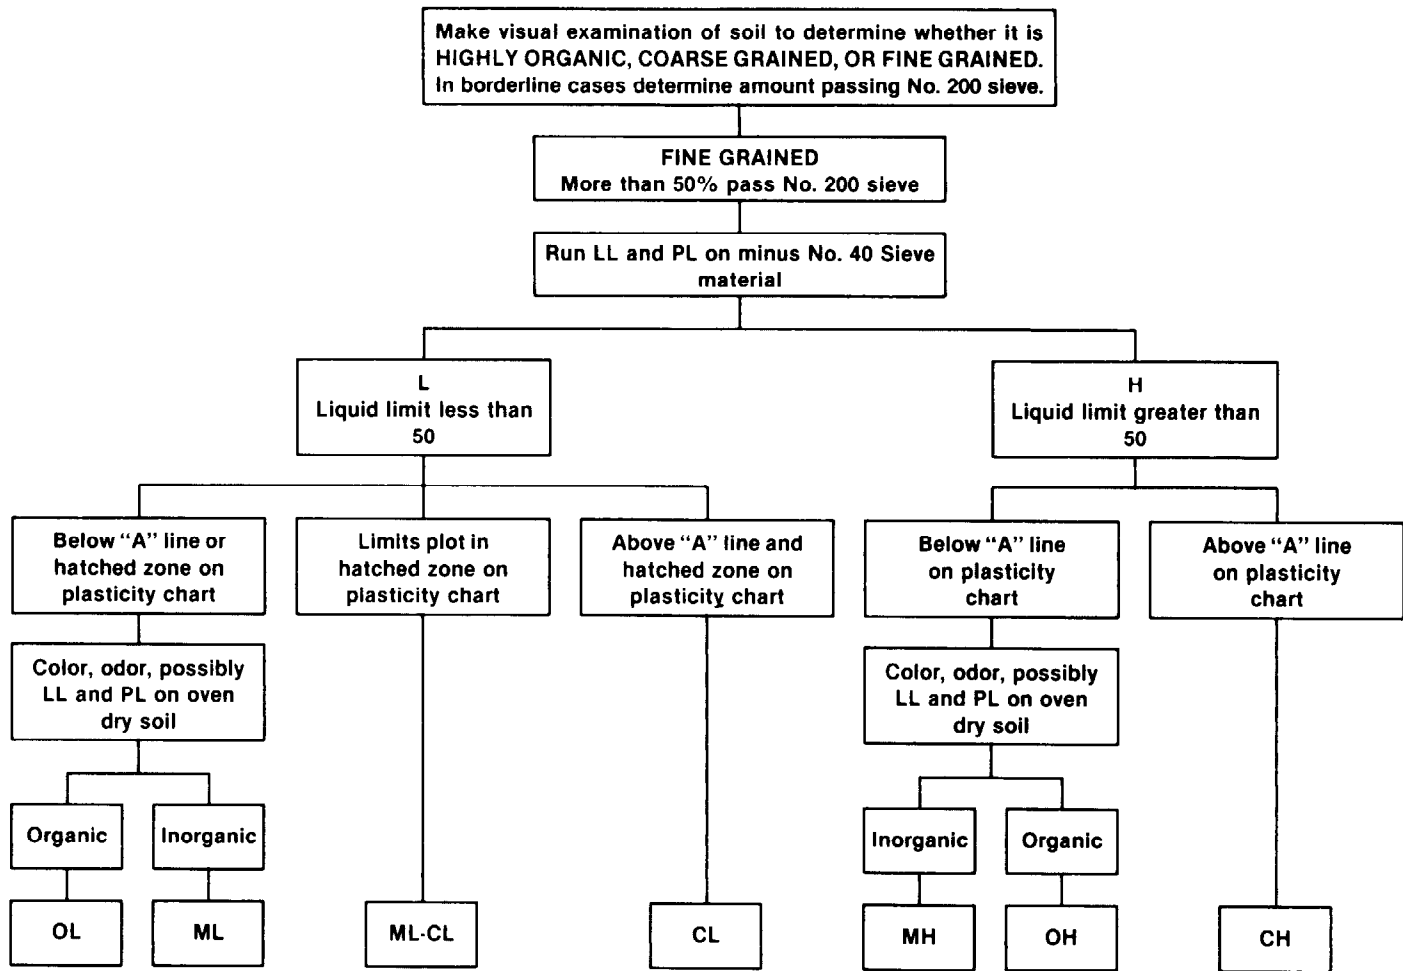 Make visual examination of soil to determine whether it is
HIGHLY ORGANIC, COARSE GRAINED, OR FINE GRAINED.
In borderline cases determine amount passing No. 200 sieve.
FINE GRAINED
More than 50% pass No. 200 sieve
Run LL and PL on minus No. 40 Sieve
material
L
Liquid limit less than
50
H
Liquid limit greater than
50
Below "A" line or
hatched zone on
plasticity chart
Limits plot in
hatched zone on
plasticity chart
Above "A" line and
hatched zone on
plasticity chart
Below "A" line
on plasticity
chart
Above "A" line
on plasticity
chart
Color, odor, possibly
LL and PL on oven
dry soil
Color, odor, possibly
LL and PL on oven
dry soil
Organic
Inorganic
Inorganic
Organic
OL
ML
ML-CL
CL
MH
OH
CH